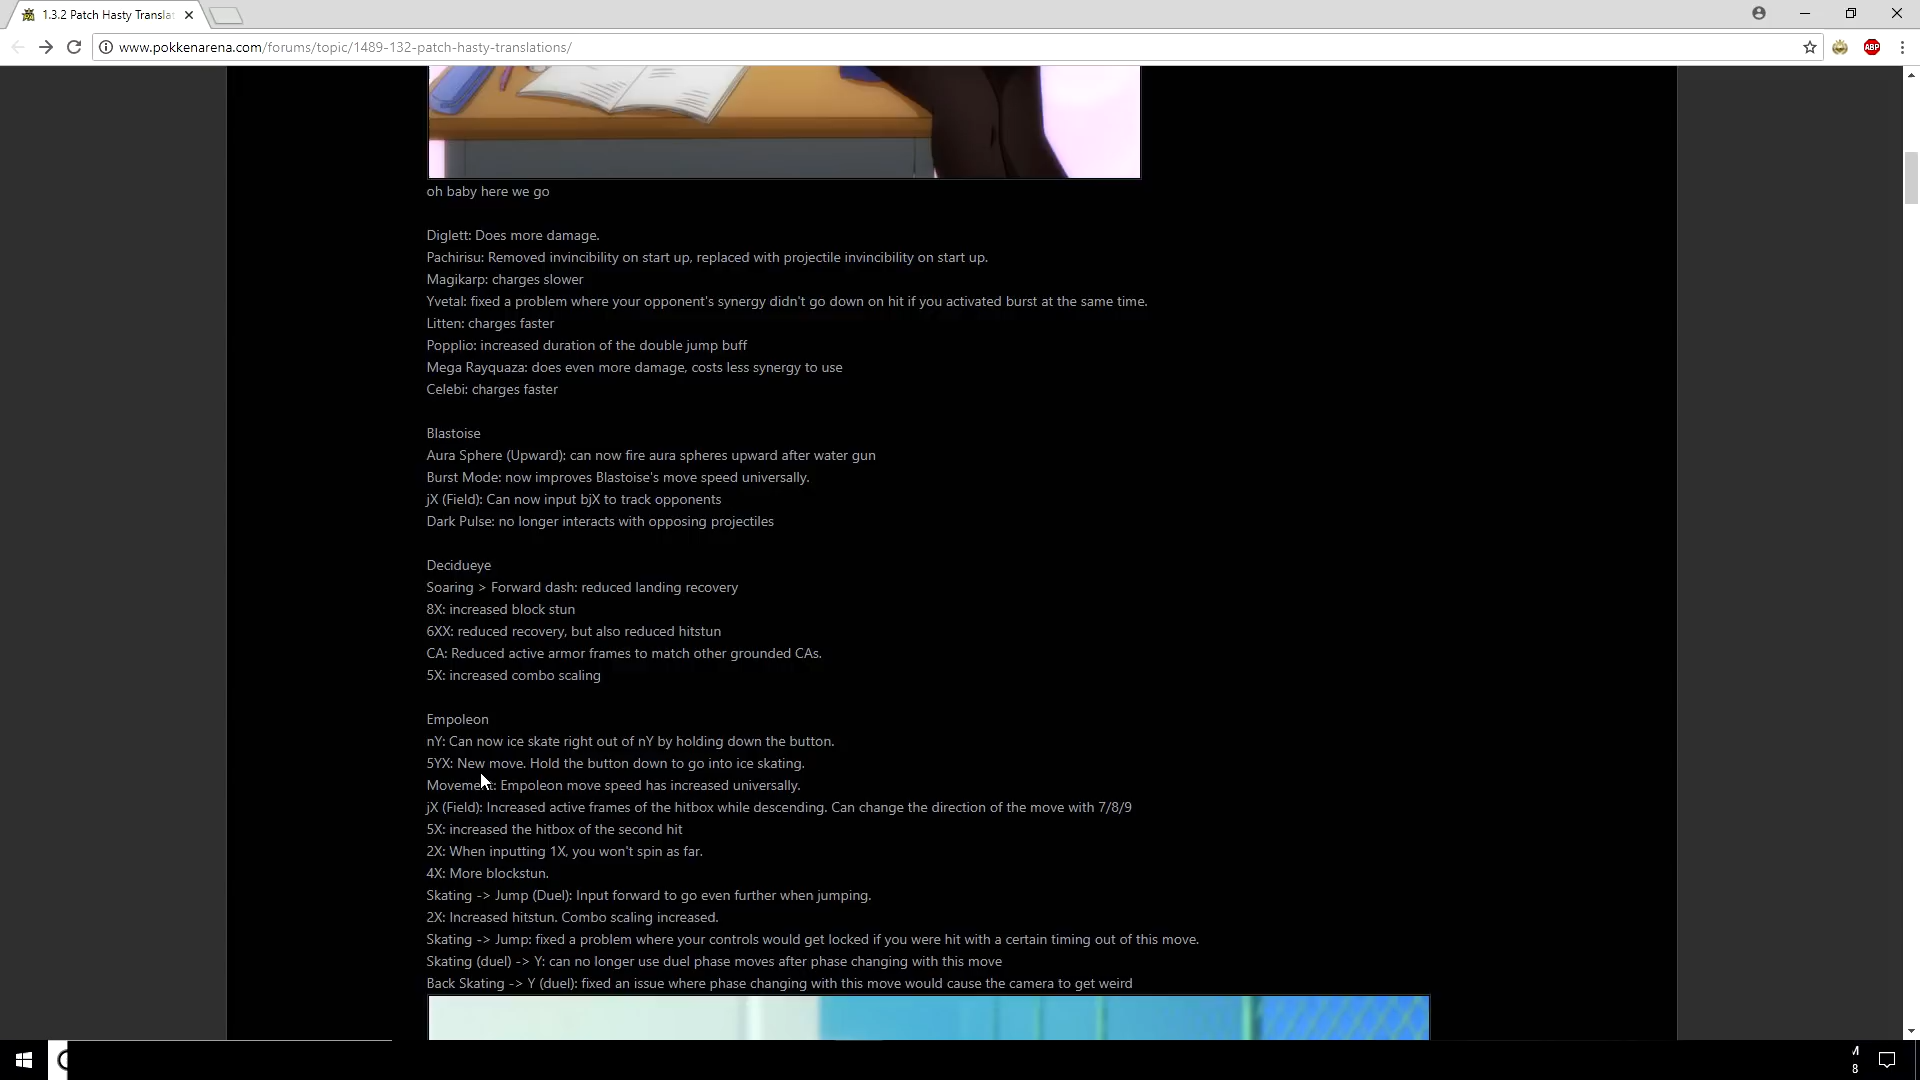 1.3.2 Patch Hasty Transla
www.pokkenarena.com/forums/topic/1489-132-patch-hasty-translations/
ABP
oh baby here we go
Diglett: Does more damage.
Pachirisu: Removed invincibility on start up, replaced with projectile invincibility on start up.
Magikarp: charges slower
Yvetal: fixed a problem where your opponent's synergy didn't go down on hit if you activated burst at the same time.
Litten: charges faster
Popplio: increased duration of the double jump buff
Mega Rayquaza: does even more damage, costs less synergy to use
Celebi: charges faster
Blastoise
Aura Sphere (Upward): can now fire aura spheres upward after water gun
Burst Mode: now improves Blastoise's move speed universally.
jX (Field): Can now input bjX to track opponents
Dark Pulse: no longer interacts with opposing projectiles
Decidueye
Soaring > Forward dash: reduced landing recovery
8X: increased block stun
6XX: reduced recovery, but also reduced hitstun
CA: Reduced active armor frames to match other grounded CAs.
5X: increased combo scaling
Empoleon
nY: Can now ice skate right out of nY by holding down the button.
5YX: New move. Hold the button down to go into ice skating.
Movement: Empoleon move speed has increased universally.
jX (Field): Increased active frames of the hitbox while descending. Can change the direction of the move with 7/8/9
5X: increased the hitbox of the second hit
2X: When inputting 1X, you won't spin as far.
4X: More blockstun.
Skating -> Jump (Duel): Input forward to go even further when jumping.
2X: Increased hitstun. Combo scaling increased.
Skating -> Jump: fixed a problem where your controls would get locked if you were hit with a certain timing out of this move.
Skating (duel) -> Y: can no longer use duel phase moves after phase changing with this move
Back Skating -> Y (duel): fixed an issue where phase changing with this move would cause the camera to get weird
8